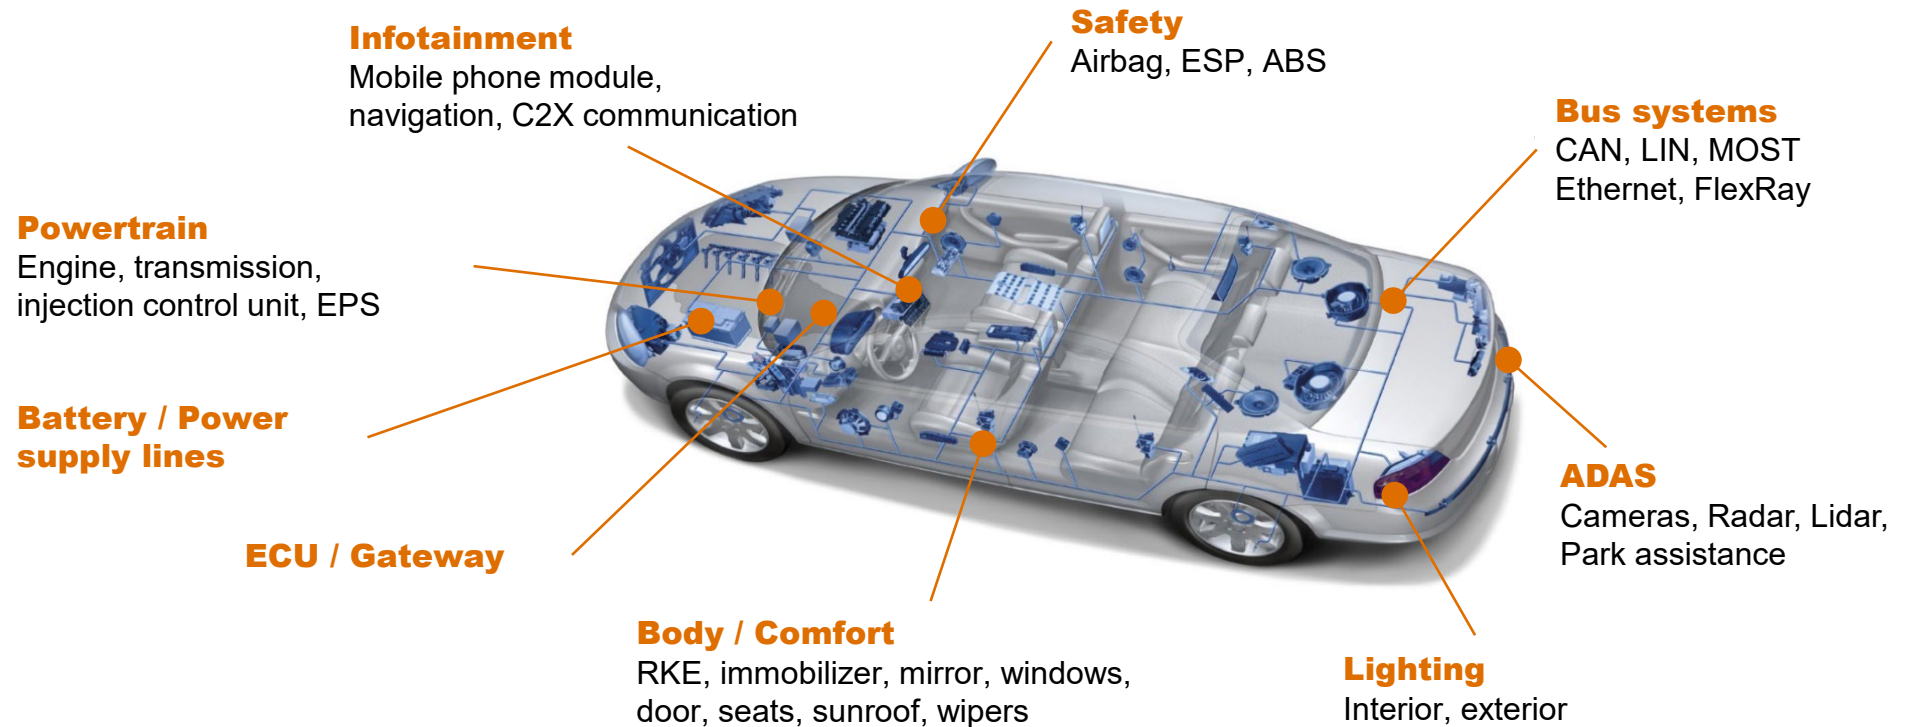 Infotainment
Mobile phone module,
navigation, C2X communication
Safety
Airbag, ESP, ABS
Bus systems
CAN, LIN, MOST
Ethernet, FlexRay
Powertrain
Engine, transmission,
injection control unit, EPS
Battery / Power
supply lines
ECU / Gateway
Body / Comfort
RKE, immobilizer, mirror, windows,
door, seats, sunroof, wipers
ADAS
Cameras, Radar, Lidar,
Park assistance
Lighting
Interior, exterior